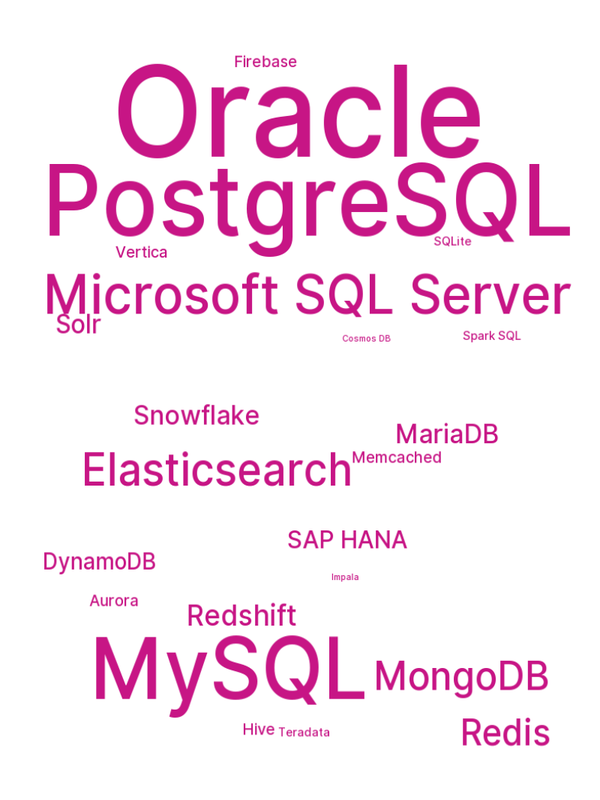 Firebase
Oracle
PostgreSQL
SQLite
Vertica
Microsoft SQL Server
Solr
Spark SQL
Cosmos DB
Snowflake
MariaDB
Memcached
Elasticsearch
SAP HANA
DynamoDB
Impala
Aurora
Redshift
MySQL
MongoDB
Hive
Teradata
Redis